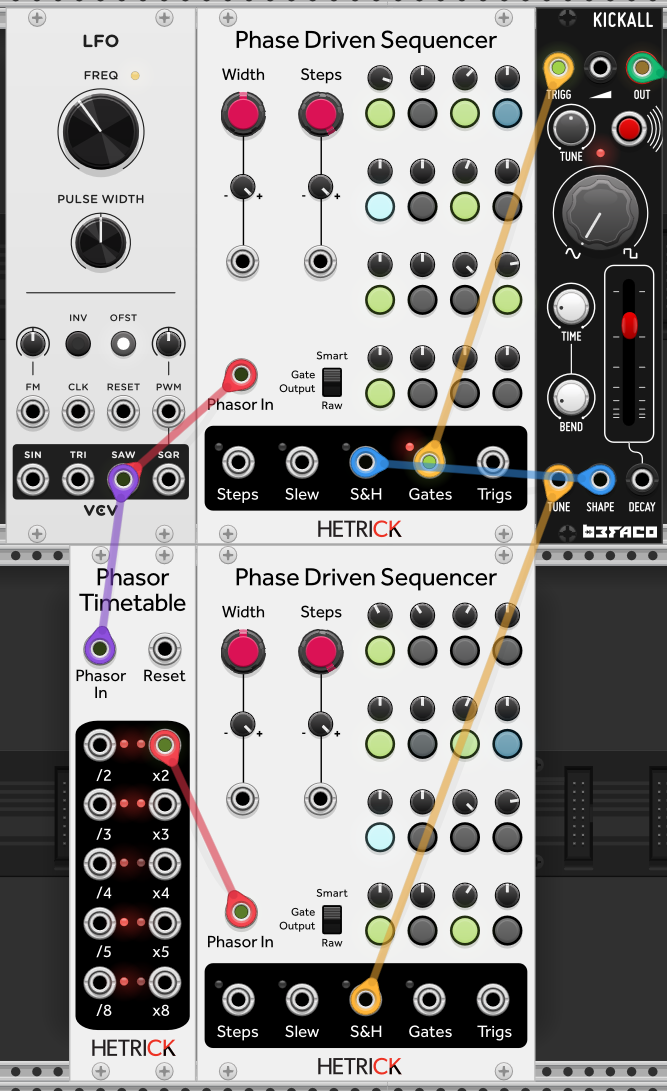 LFO
FREQ
PULSE WIDTH
INV
OFST
FM
CLK
RESET
PWM
SIN
TRI
SAW
SQR
VCV
Phase Driven Sequencer
Width
Steps
-
+
-
+
Smart
Gate
Output
Raw
Phasor In
Steps
Slew
S&H
Gates
Trigs
HETRICK
KICKALL
TRIGG
OUT
TUNE
TIME
BEND
TUNE
SHAPE
DECAY
BEFACO
Phasor
Timetable
Phasor
In
Reset
/2
x2
/3
x3
/4
x4
/5
x5
/8
x8
HETRICK
Phase Driven Sequencer
Width
Steps
-
+
-
+
Smart
Gate
Output
Raw
Phasor In
Steps
Slew
S&H
Gates
Trigs
HETRICK